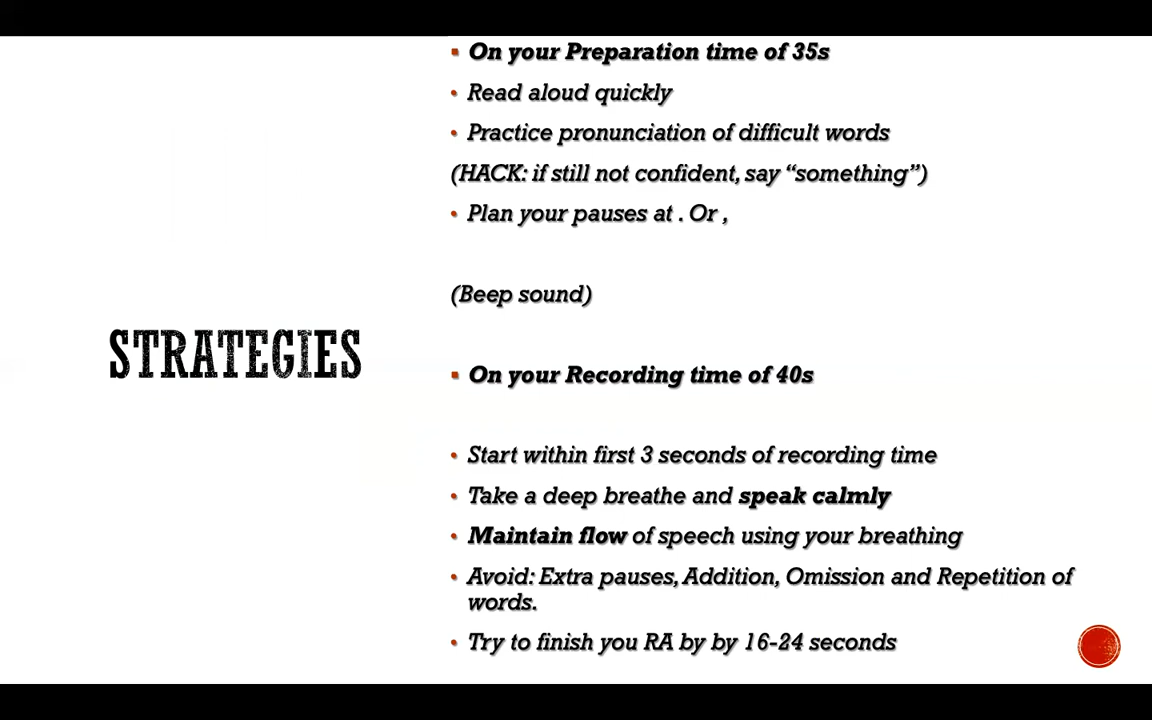 STRATEGIES
▪ On your Preparation time of 35s
• Read aloud quickly
• Practice pronunciation of difficult words
(HACK: if still not confident, say “something”)
• Plan your pauses at . Or ,
(Beep sound)
▪ On your Recording time of 40s
• Start within first 3 seconds of recording time
• Take a deep breathe and speak calmly
• Maintain flow of speech using your breathing
• Avoid: Extra pauses, Addition, Omission and Repetition of
words.
• Try to finish you RA by by 16-24 seconds